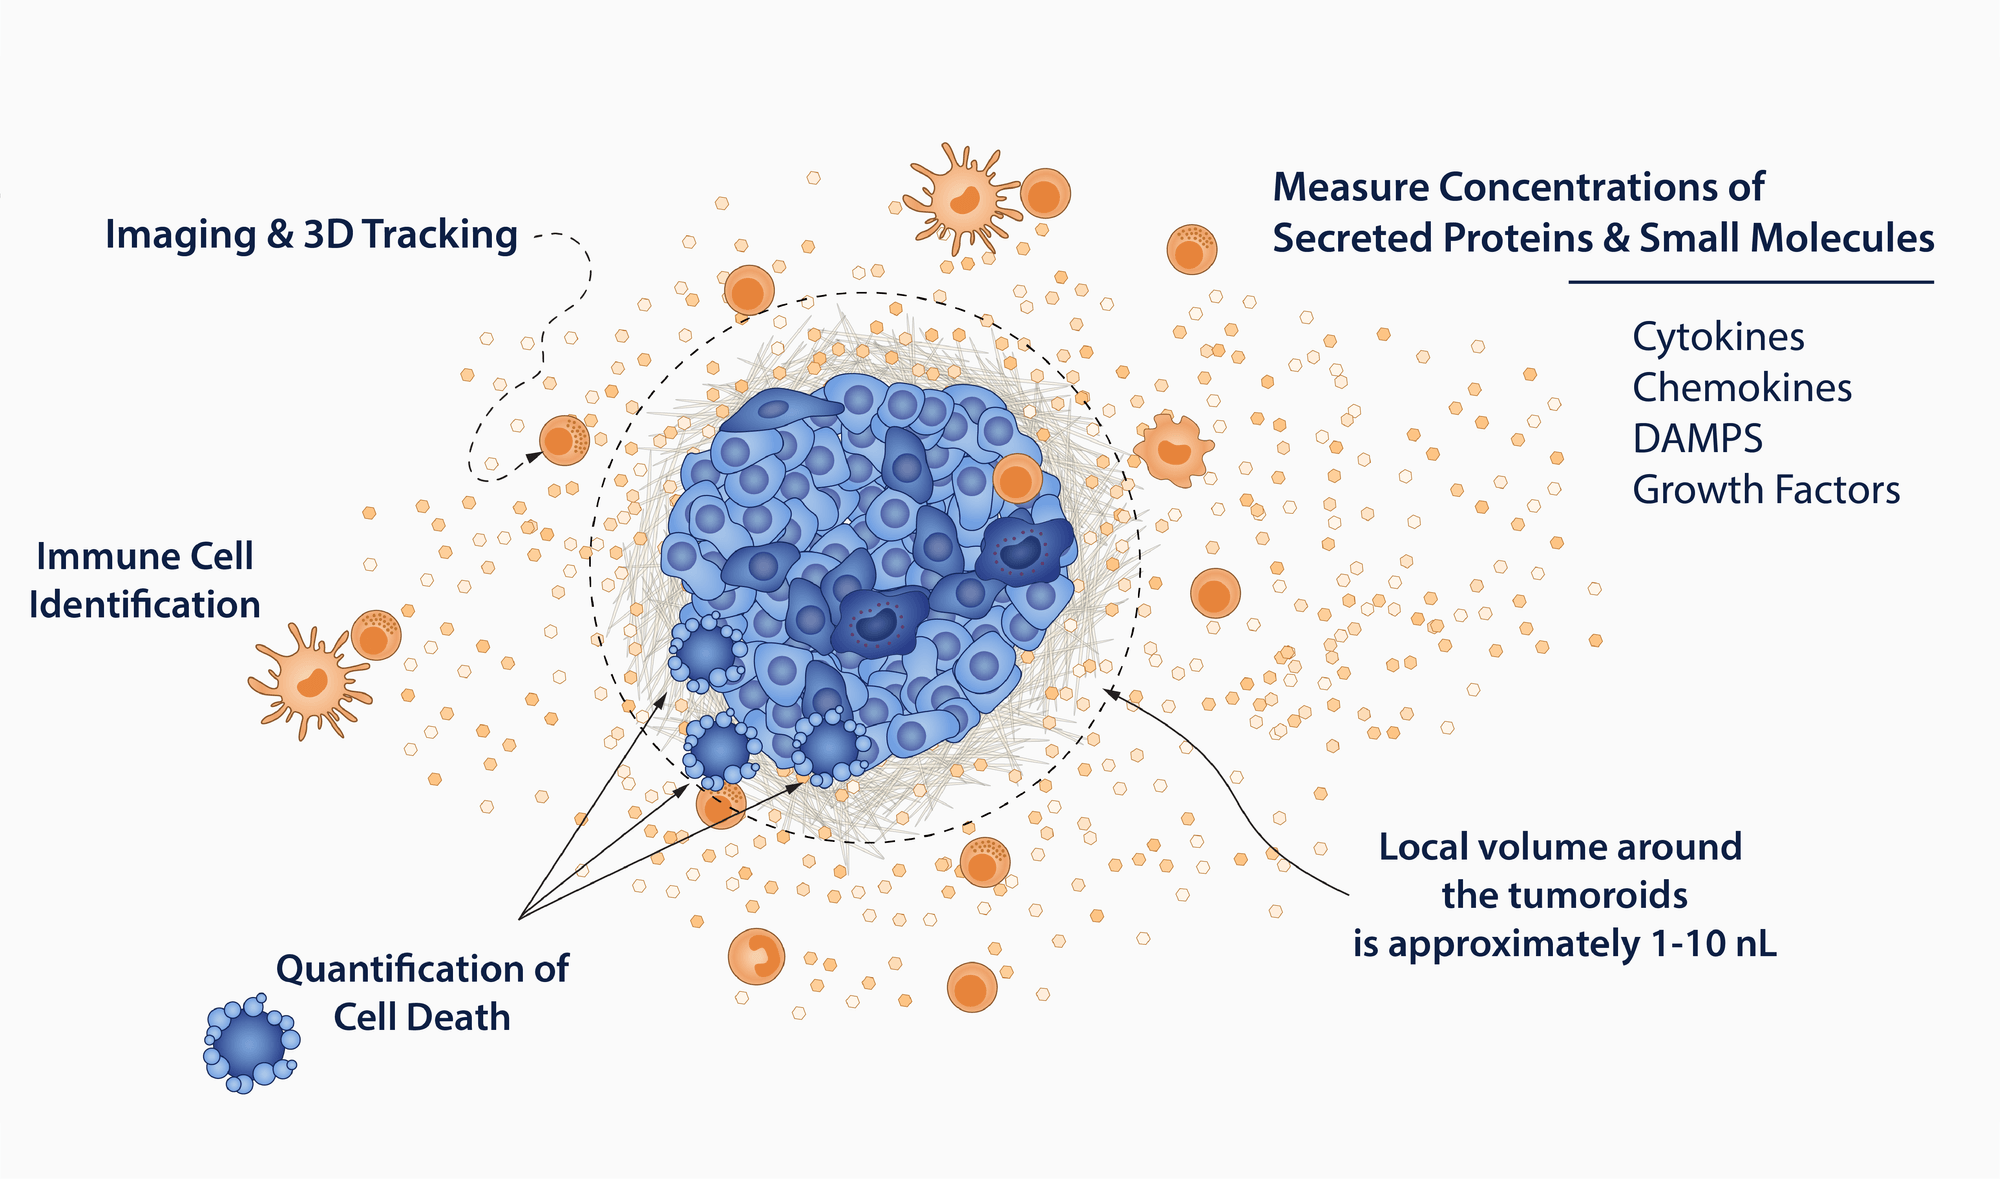 Imaging & 3D Tracking
Measure Concentrations of
Secreted Proteins & Small Molecules
Cytokines
Chemokines
DAMPS
Growth Factors
Immune Cell
Identification
Local volume around
the tumoroids
is approximately 1-10 nL
Quantification of
Cell Death